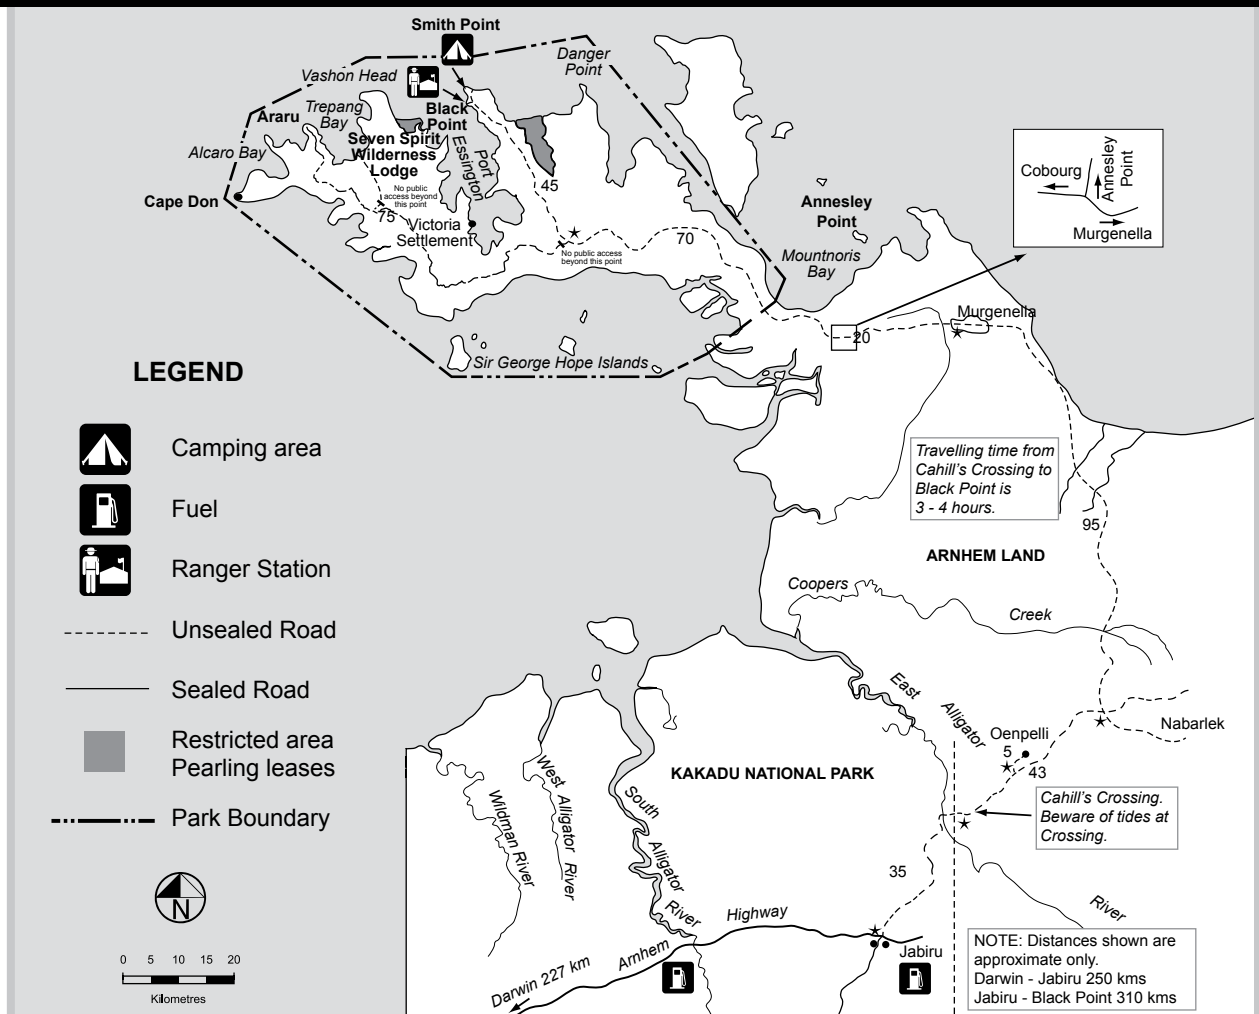 Smith Point
Danger
Point
Vashon Head
Trepang
Bay
Araru
Black
Point
Seven Spirit
Wilderness
Lodge
Port
Essington
Alcaro Bay
Cape Don
No public
access beyond
this point
75
45
Victoria
Settlement
No public access
beyond this point
70
Annesley
Point
Mountnoris
Bay
Cobourg
Annesley
Point
Murgenella
Murgenella
20
Sir George Hope Islands
LEGEND
Camping area
Fuel
Ranger Station
Unsealed Road
Sealed Road
Restricted area
Pearling leases
Park Boundary
N
0 5 10 15 20
Kilometres
Travelling time from
Cahill's Crossing to
Black Point is
3 - 4 hours.
95
ARNHEM LAND
Coopers
Creek
East
Alligator
River
Nabarlek
Oenpelli
5
43
KAKADU NATIONAL PARK
Cahill's Crossing.
Beware of tides at
Crossing.
Wildman River
West Alligator River
South
Alligator
River
35
Arnhem
Highway
Darwin 227 km
Jabiru
NOTE: Distances shown are
approximate only.
Darwin - Jabiru 250 kms
Jabiru - Black Point 310 kms